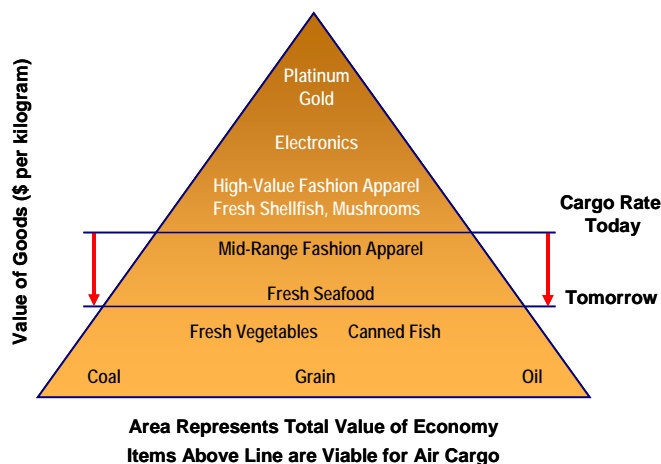 Value of Goods ($ per kilogram)
Platinum
Gold
Electronics
High-Value Fashion Apparel
Fresh Shellfish, Mushrooms
Cargo Rate
Today
Mid-Range Fashion Apparel
Fresh Seafood
Tomorrow
Fresh Vegetables Canned Fish
Coal Grain Oil
Area Represents Total Value of Economy
Items Above Line are Viable for Air Cargo